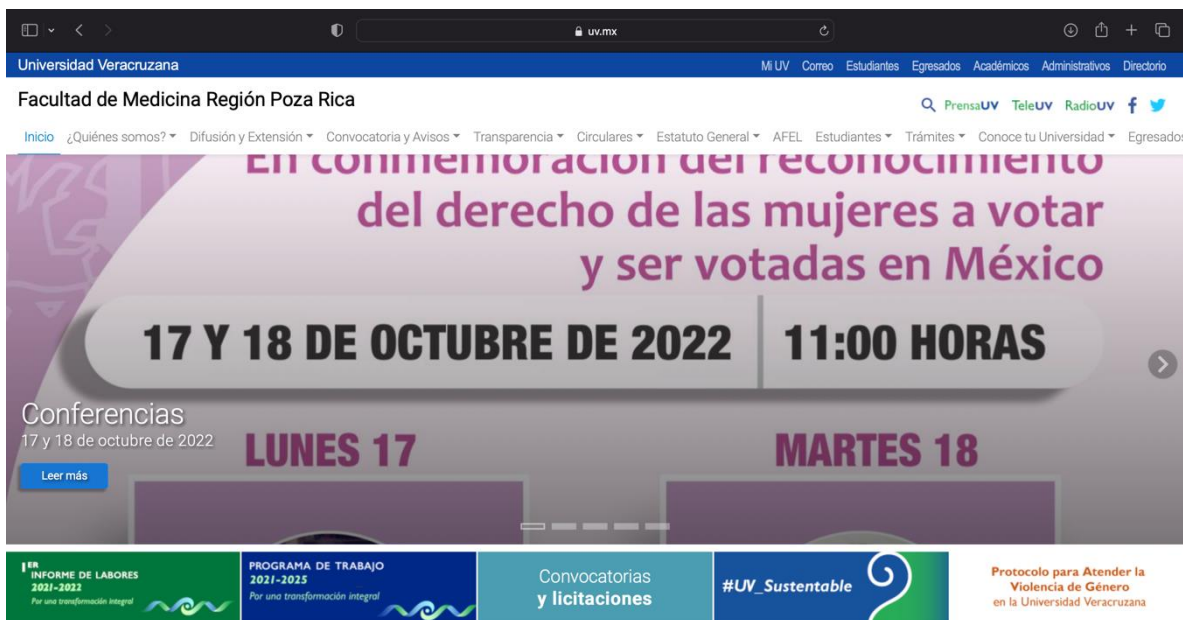 uv.mx
Universidad Veracruzana
Mi UV Correo Estudiantes Egresados Académicos Administrativos Directorio
Facultad de Medicina Región Poza Rica
PrensaUV TeleUV RadioUV
Inicio ¿Quiénes somos? Difusión y Extensión Convocatoria y Avisos Transparencia Circulares Estatuto General AFEL Estudiantes Trámites Conoce tu Universidad Egresados
En conmemoración del reconocimiento
del derecho de las mujeres a votar
y ser votadas en México
17 Y 18 DE OCTUBRE DE 2022 11:00 HORAS
Conferencias
17 y 18 de octubre de 2022
Leer más
LUNES 17
MARTES 18
1ER
INFORME DE LABORES
2021-2022
Por una transformación integral
PROGRAMA DE TRABAJO
2021-2025
Por una transformación integral
Convocatorias
y licitaciones
#UV_Sustentable
Protocolo para Atender la
Violencia de Género
en la Universidad Veracruzana